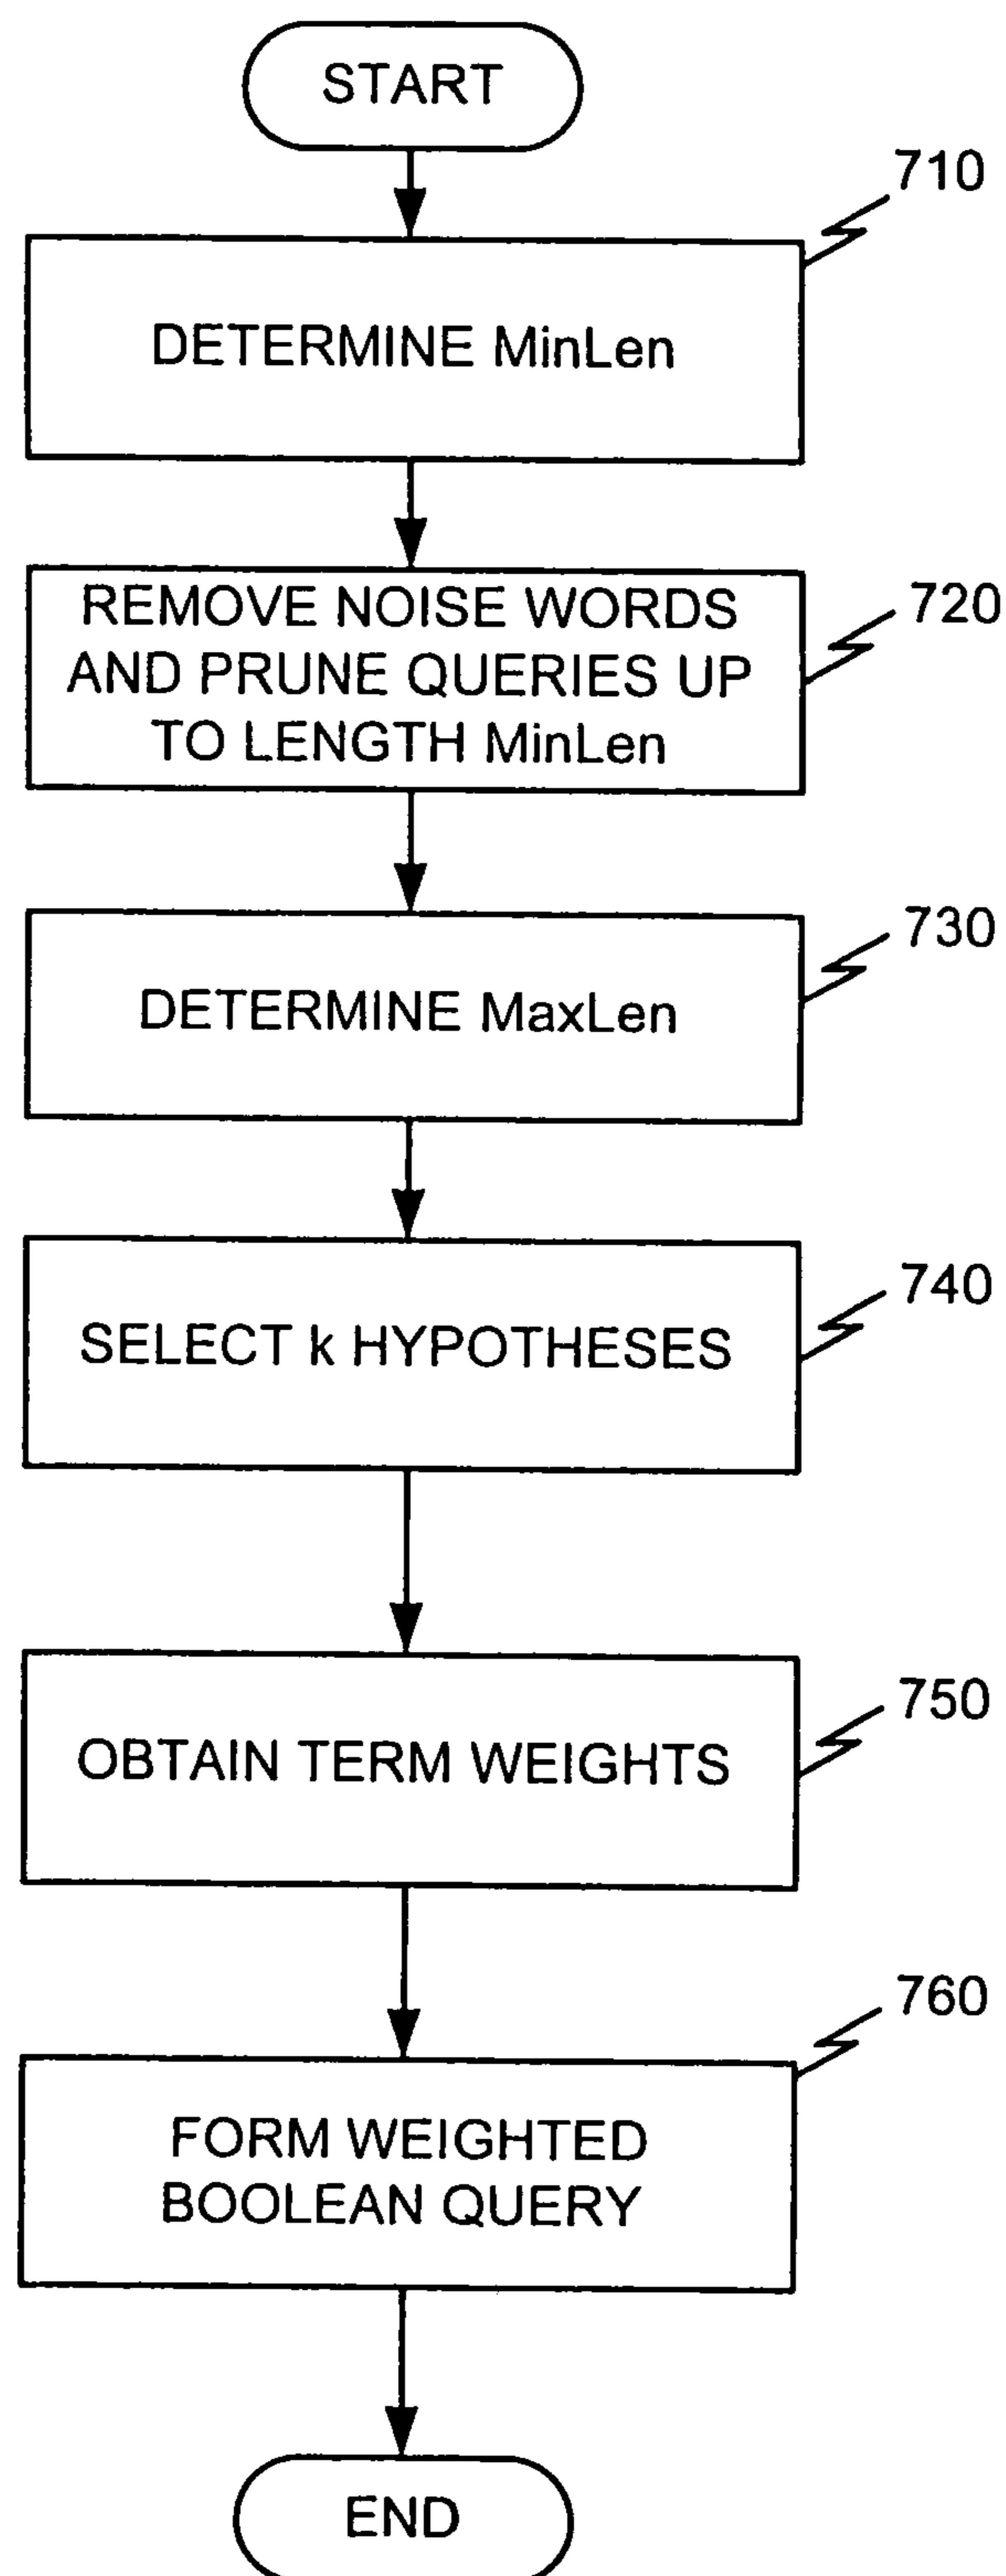 START
710
DETERMINE MinLen
720
REMOVE NOISE WORDS
AND PRUNE QUERIES UP
TO LENGTH MinLen
730
DETERMINE MaxLen
740
SELECT k HYPOTHESES
750
OBTAIN TERM WEIGHTS
760
FORM WEIGHTED
BOOLEAN QUERY
END